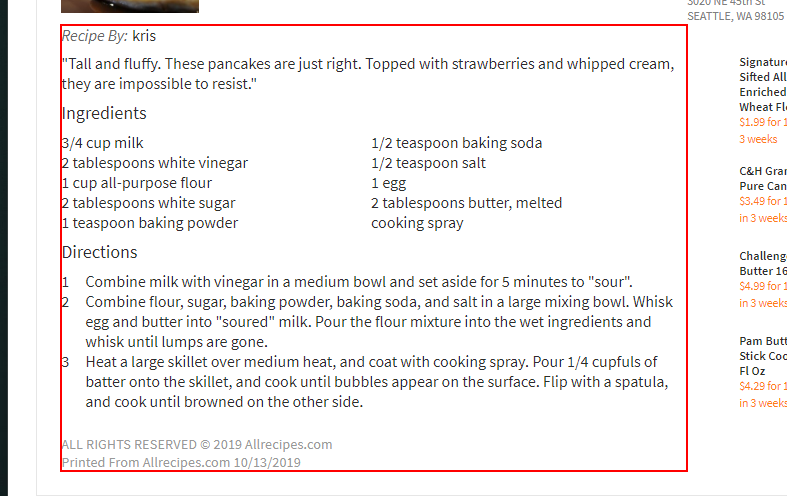 3020 NE 45th St
SEATTLE, WA 98105
Recipe By: kris
"Tall and fluffy. These pancakes are just right. Topped with strawberries and whipped cream,
they are impossible to resist."
Ingredients
3/4 cup milk
2 tablespoons white vinegar
1 cup all-purpose flour
2 tablespoons white sugar
1 teaspoon baking powder
1/2 teaspoon baking soda
1/2 teaspoon salt
1 egg
2 tablespoons butter, melted
cooking spray
Directions
1 Combine milk with vinegar in a medium bowl and set aside for 5 minutes to "sour".
2 Combine flour, sugar, baking powder, baking soda, and salt in a large mixing bowl. Whisk
egg and butter into "soured" milk. Pour the flour mixture into the wet ingredients and
whisk until lumps are gone.
3 Heat a large skillet over medium heat, and coat with cooking spray. Pour 1/4 cupfuls of
batter onto the skillet, and cook until bubbles appear on the surface. Flip with a spatula,
and cook until browned on the other side.
ALL RIGHTS RESERVED © 2019 Allrecipes.com
Printed From Allrecipes.com 10/13/2019
Signature
Sifted All
Enriched
Wheat Fl
$1.99 for 1
3 weeks
C&H Gran
Pure Can
$3.49 for 1
in 3 weeks
Challenge
Butter 16
$4.99 for 1
in 3 weeks
Pam Butt
Stick Coo
Fl Oz
$4.29 for 1
in 3 weeks